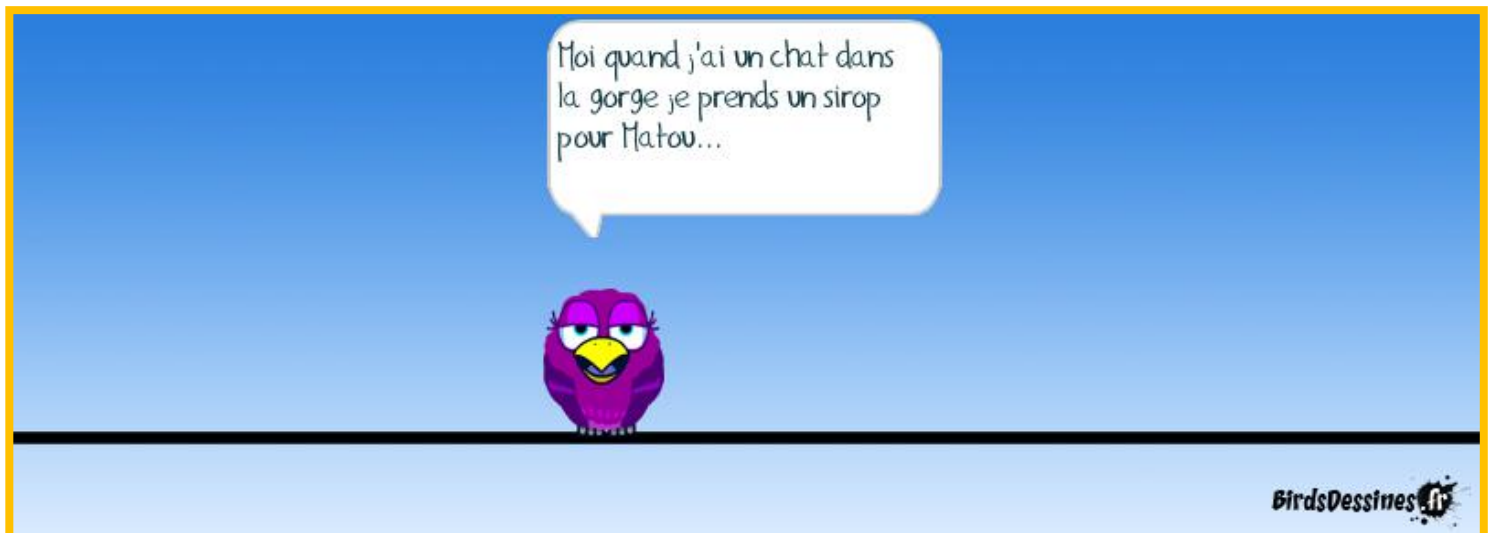 Moi quand j'ai un chat dans
la gorge je prends un sirop
pour Matou...
BirdsDessines.fr